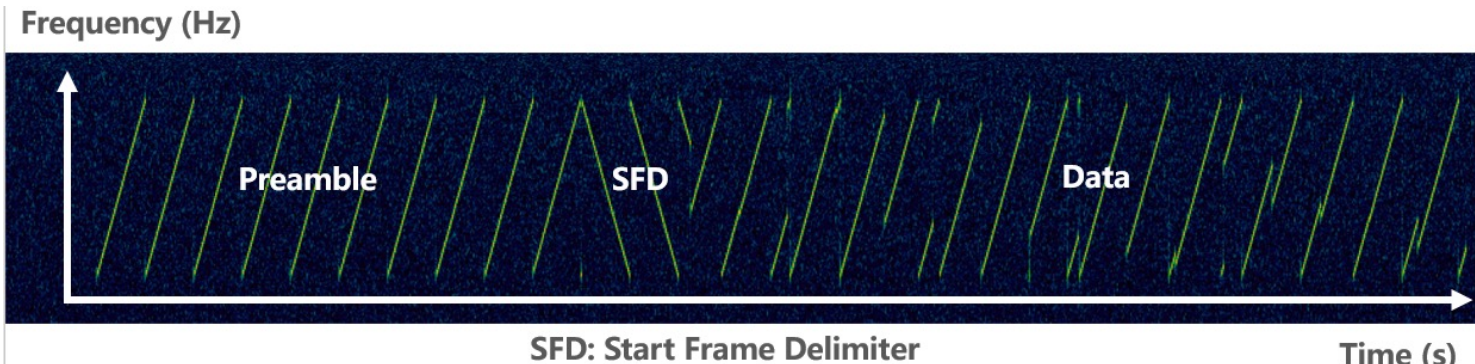 Frequency (Hz)
Preamble
SFD
Data
SFD: Start Frame Delimiter
Time (s)